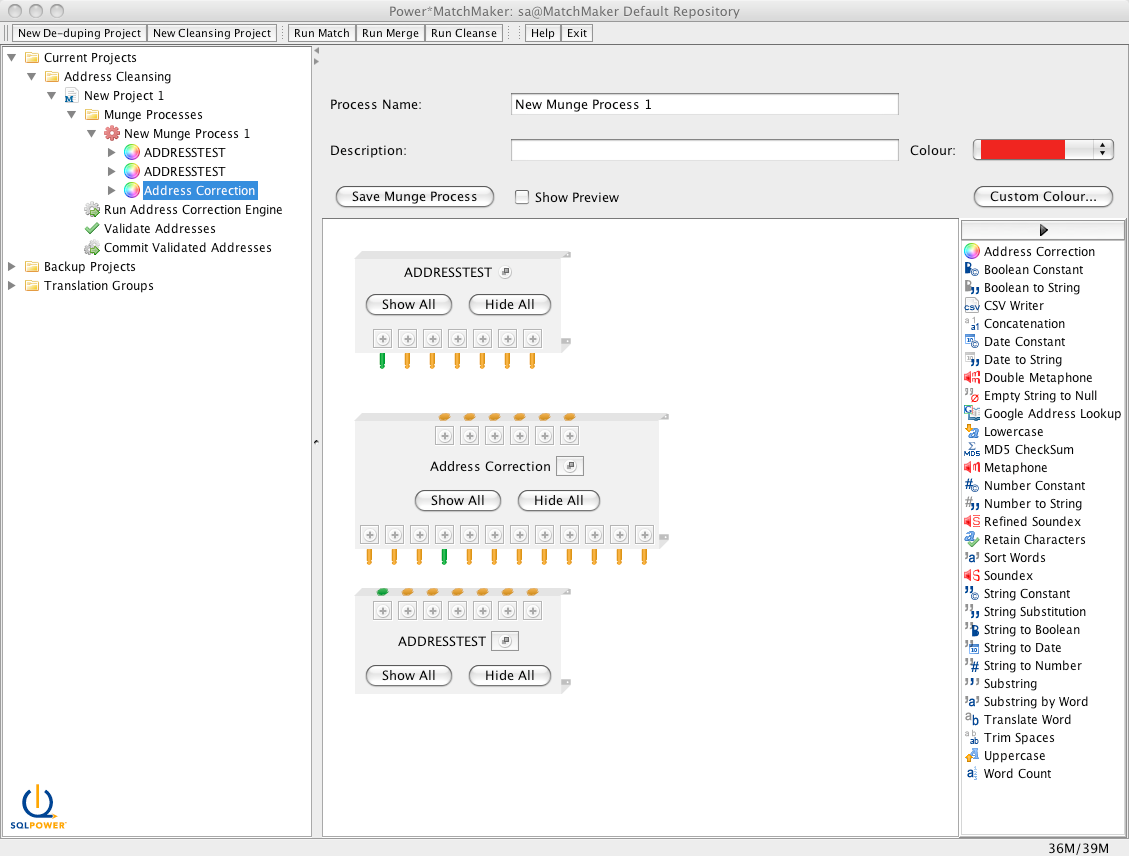 Power*MatchMaker: sa@MatchMaker Default Repository
New De-duping Project New Cleansing Project Run Match Run Merge Run Cleanse Help Exit
Current Projects
Address Cleansing
New Project 1
Munge Processes
New Munge Process 1
ADDRESSTEST
ADDRESSTEST
Address Correction
Run Address Correction Engine
Validate Addresses
Commit Validated Addresses
Backup Projects
Translation Groups
SQLPOWER
Process Name: New Munge Process 1
Description: Colour:
Save Munge Process Show Preview Custom Colour...
ADDRESSTEST
Show All Hide All
Address Correction
Show All Hide All
ADDRESSTEST
Show All Hide All
Address Correction
Boolean Constant
Boolean to String
CSV Writer
Concatenation
Date Constant
Date to String
Double Metaphone
Empty String to Null
Google Address Lookup
Lowercase
MD5 CheckSum
Metaphone
Number Constant
Number to String
Refined Soundex
Retain Characters
Sort Words
Soundex
String Constant
String Substitution
String to Boolean
String to Date
String to Number
Substring
Substring by Word
Translate Word
Trim Spaces
Uppercase
Word Count
36M/39M